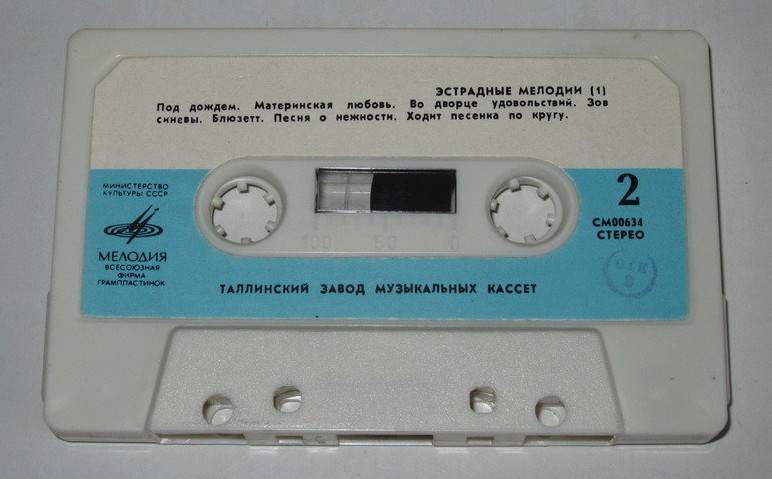 ЭСТРАДНЫЕ МЕЛОДИИ (1)
Под дождем. Материнская любовь. Во дворце удовольствий. Зов
синевы. Блюзетт. Песня о нежности. Ходит песенка по кругу.
МИНИСТЕРСТВО
КУЛЬТУРЫ СССР
МЕЛОДИЯ
ВСЕСОЮЗНАЯ
ФИРМА
ГРАМПЛАСТИНОК
2
СМ00634
СТЕРЕО
100 50 0
ТАЛЛИНСКИЙ ЗАВОД МУЗЫКАЛЬНЫХ КАССЕТ